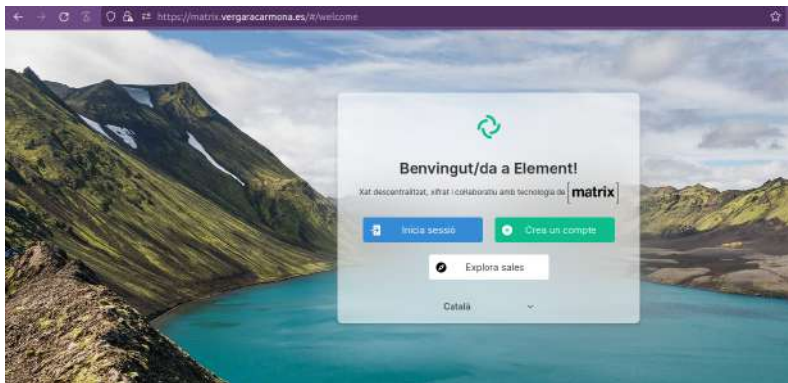 https://matrix.vergaracarmona.es/#/welcome
Benvingut/da a Element!
Xat descentralitzat, xifrat i col·laboratiu amb tecnologia de [matrix]
Inicia sessió
Crea un compte
Explora sales
Català